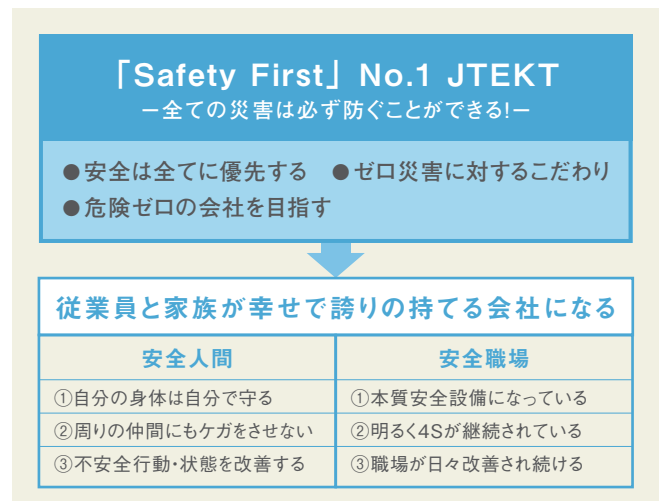 「Safety First」 No.1 JTEKT
－全ての災害は必ず防ぐことができる!－
●安全は全てに優先する ●ゼロ災害に対するこだわり
●危険ゼロの会社を目指す
従業員と家族が幸せで誇りの持てる会社になる
安全人間 安全職場
①自分の身体は自分で守る ①本質安全設備になっている
②周りの仲間にもケガをさせない ②明るく4Sが継続されている
③不安全行動・状態を改善する ③職場が日々改善され続ける